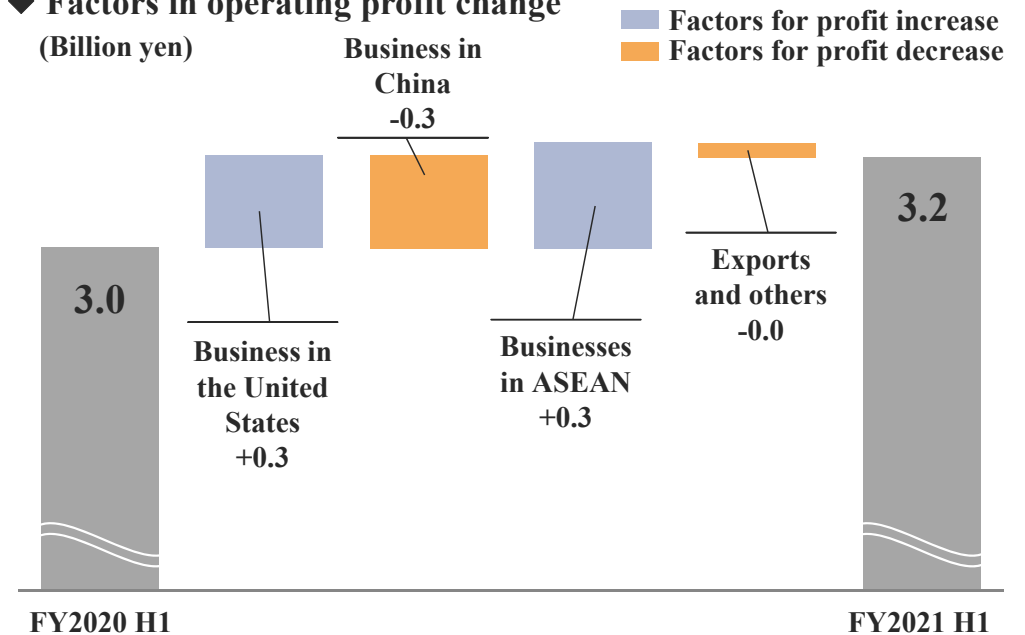 ◆ Factors in operating profit change
(Billion yen)
Factors for profit increase
Factors for profit decrease
Business in
China
-0.3
3.0
Business in
the United
States
+0.3
Businesses
in ASEAN
+0.3
Exports
and others
-0.0
3.2
FY2020 H1
FY2021 H1